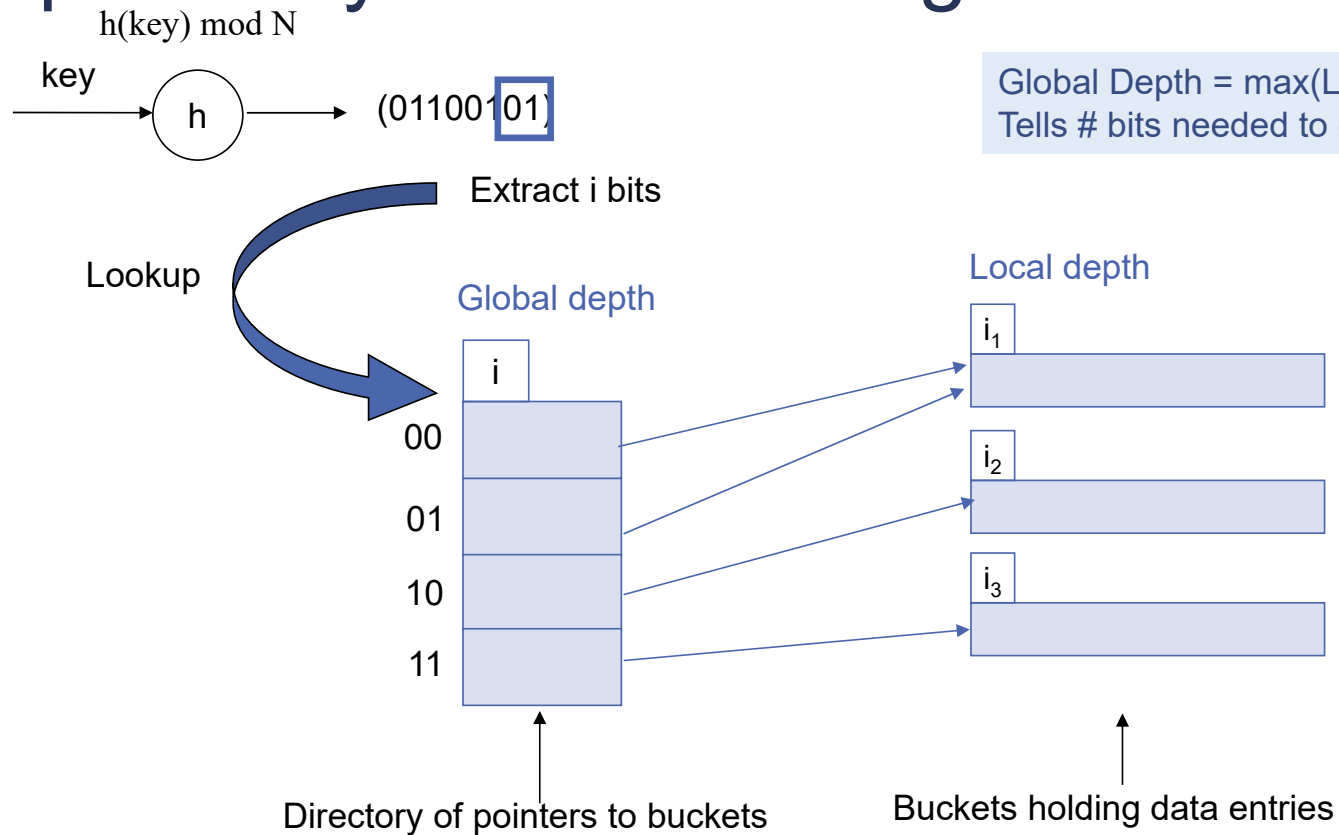 h(key) mod N
key
h
(01100101)
Global Depth = max(L
Tells # bits needed to
Extract i bits
Lookup
Global depth
Local depth
i
i₁
i₂
i₃
00
01
10
11
Directory of pointers to buckets
Buckets holding data entries